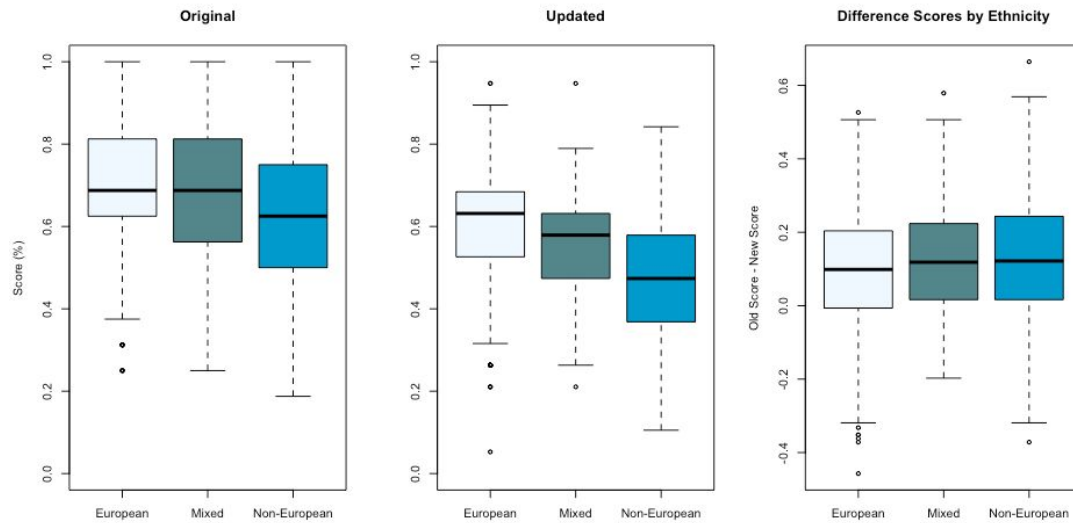 Original
Score (%)
1.0
0.8
0.6
0.4
0.2
0.0
European Mixed Non-European
Updated
1.0
0.8
0.6
0.4
0.2
0.0
European Mixed Non-European
Difference Scores by Ethnicity
Old Score - New Score
0.6
0.4
0.2
0.0
-0.2
-0.4
European Mixed Non-European